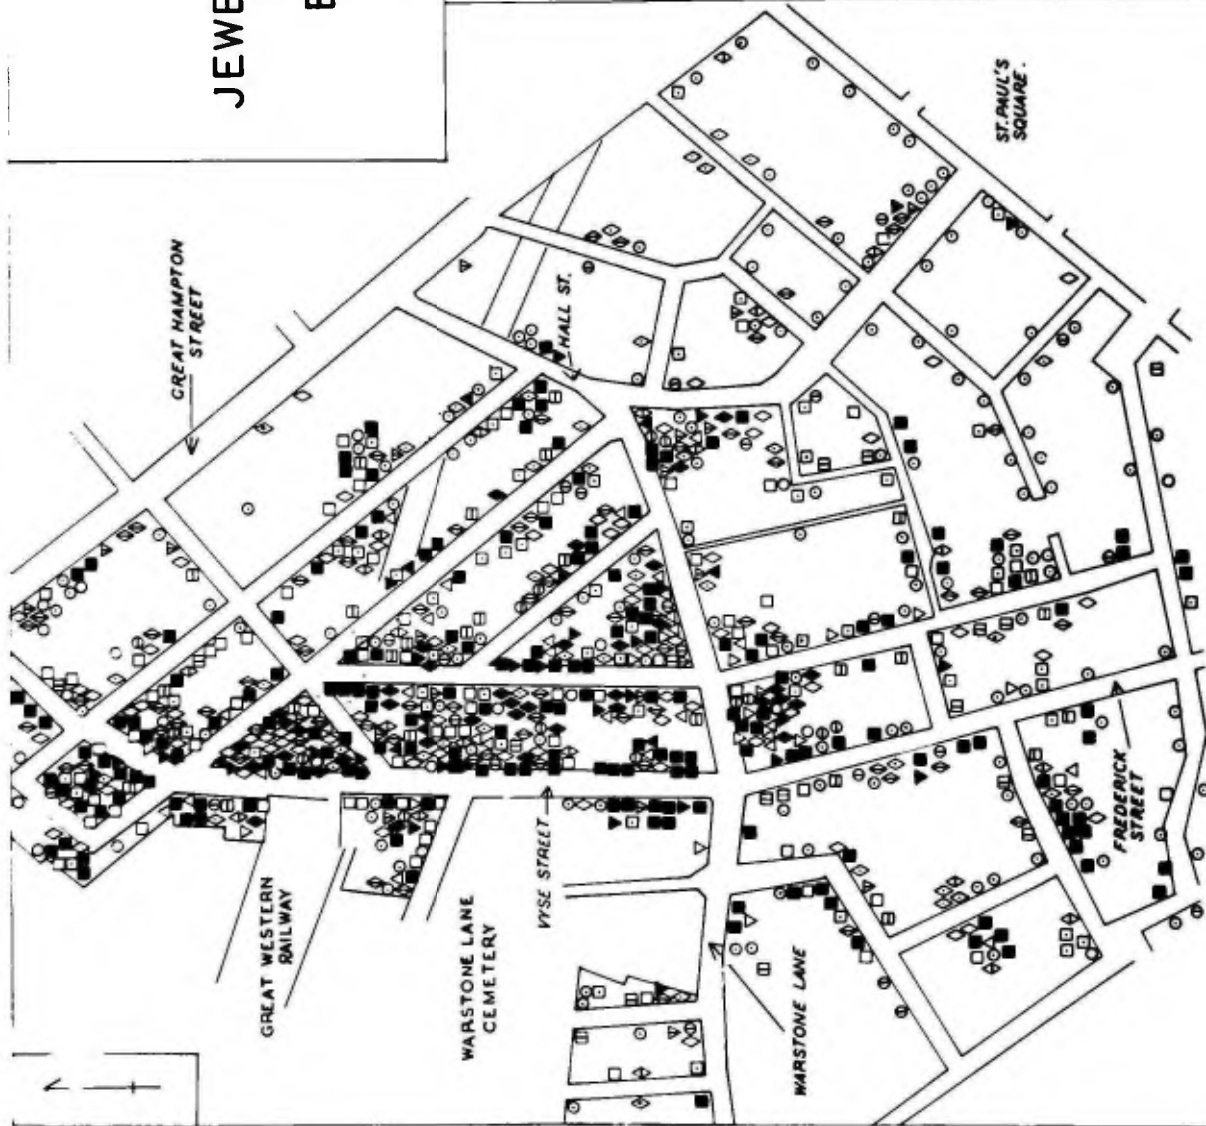 JEWE
E
GREAT HAMPTON
STREET
ST. PAUL'S
SQUARE.
HALL ST.
GREAT WESTERN
RAILWAY
WARSTONE LANE
CEMETERY
VYSE STREET
WARSTONE LANE
FREDERICK
STREET